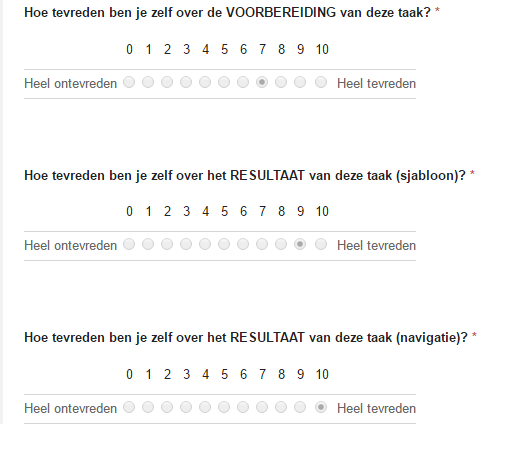 Hoe tevreden ben je zelf over de VOORBEREIDING van deze taak? *
0 1 2 3 4 5 6 7 8 9 10
Heel ontevreden Heel tevreden
Hoe tevreden ben je zelf over het RESULTAAT van deze taak (sjabloon)? *
0 1 2 3 4 5 6 7 8 9 10
Heel ontevreden Heel tevreden
Hoe tevreden ben je zelf over het RESULTAAT van deze taak (navigatie)? *
0 1 2 3 4 5 6 7 8 9 10
Heel ontevreden Heel tevreden